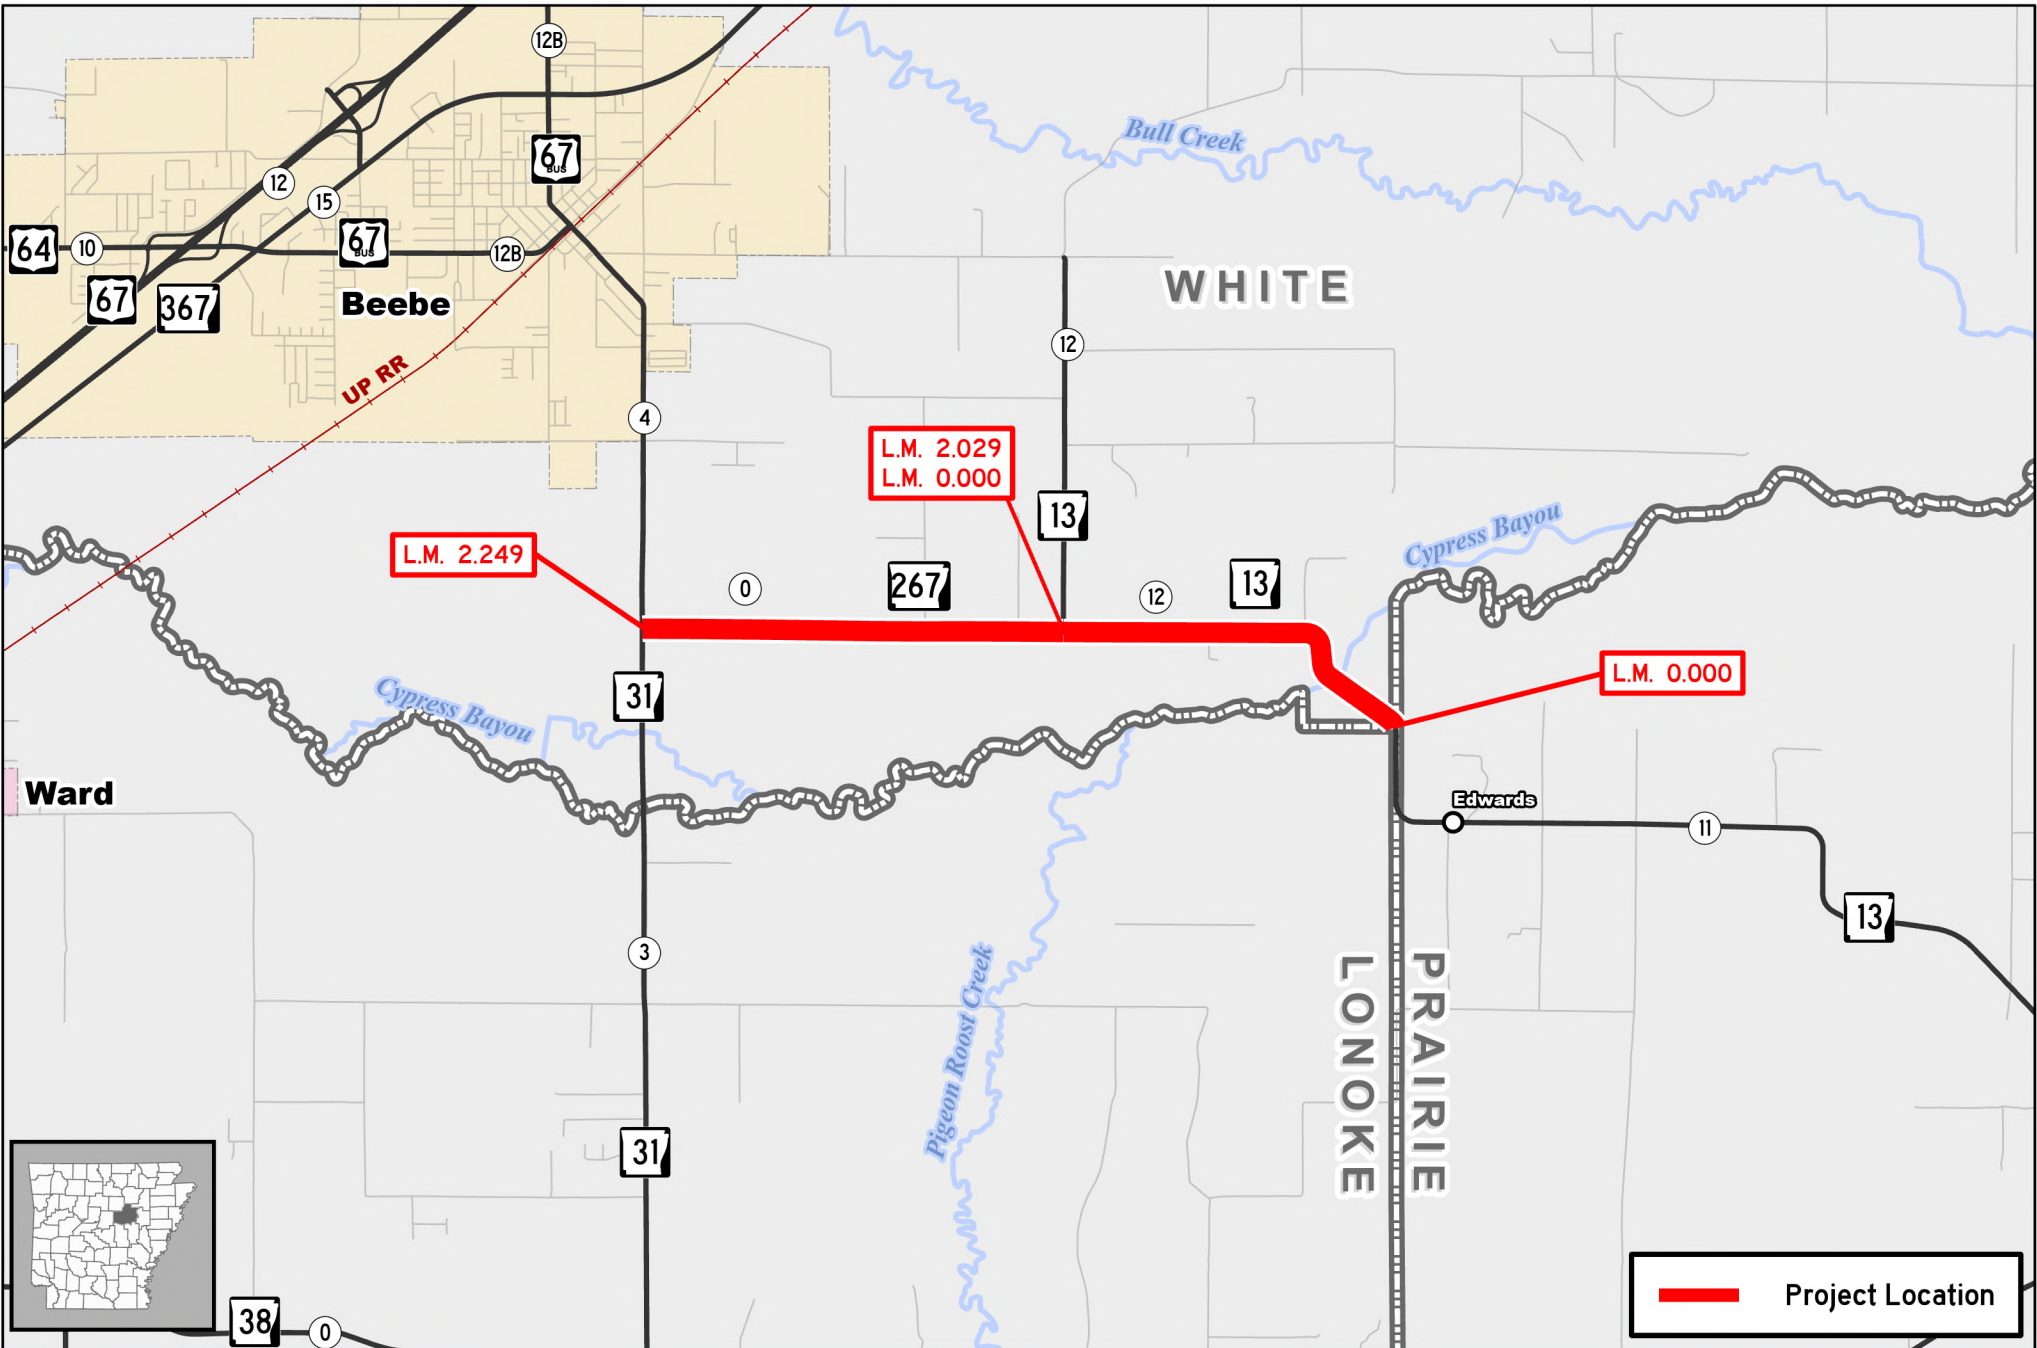 12B
Bull Creek
67
BUS
12
15
64
10
67
BUS
12B
WHITE
67
367
Beebe
12
UP RR
4
L.M. 2.029
L.M. 0.000
13
Cypress Bayou
L.M. 2.249
0
267
12
13
31
Cypress Bayou
L.M. 0.000
Ward
Edwards
11
13
3
Pigeon Roost Creek
LONOKE
PRAIRIE
31
38
0
Project Location